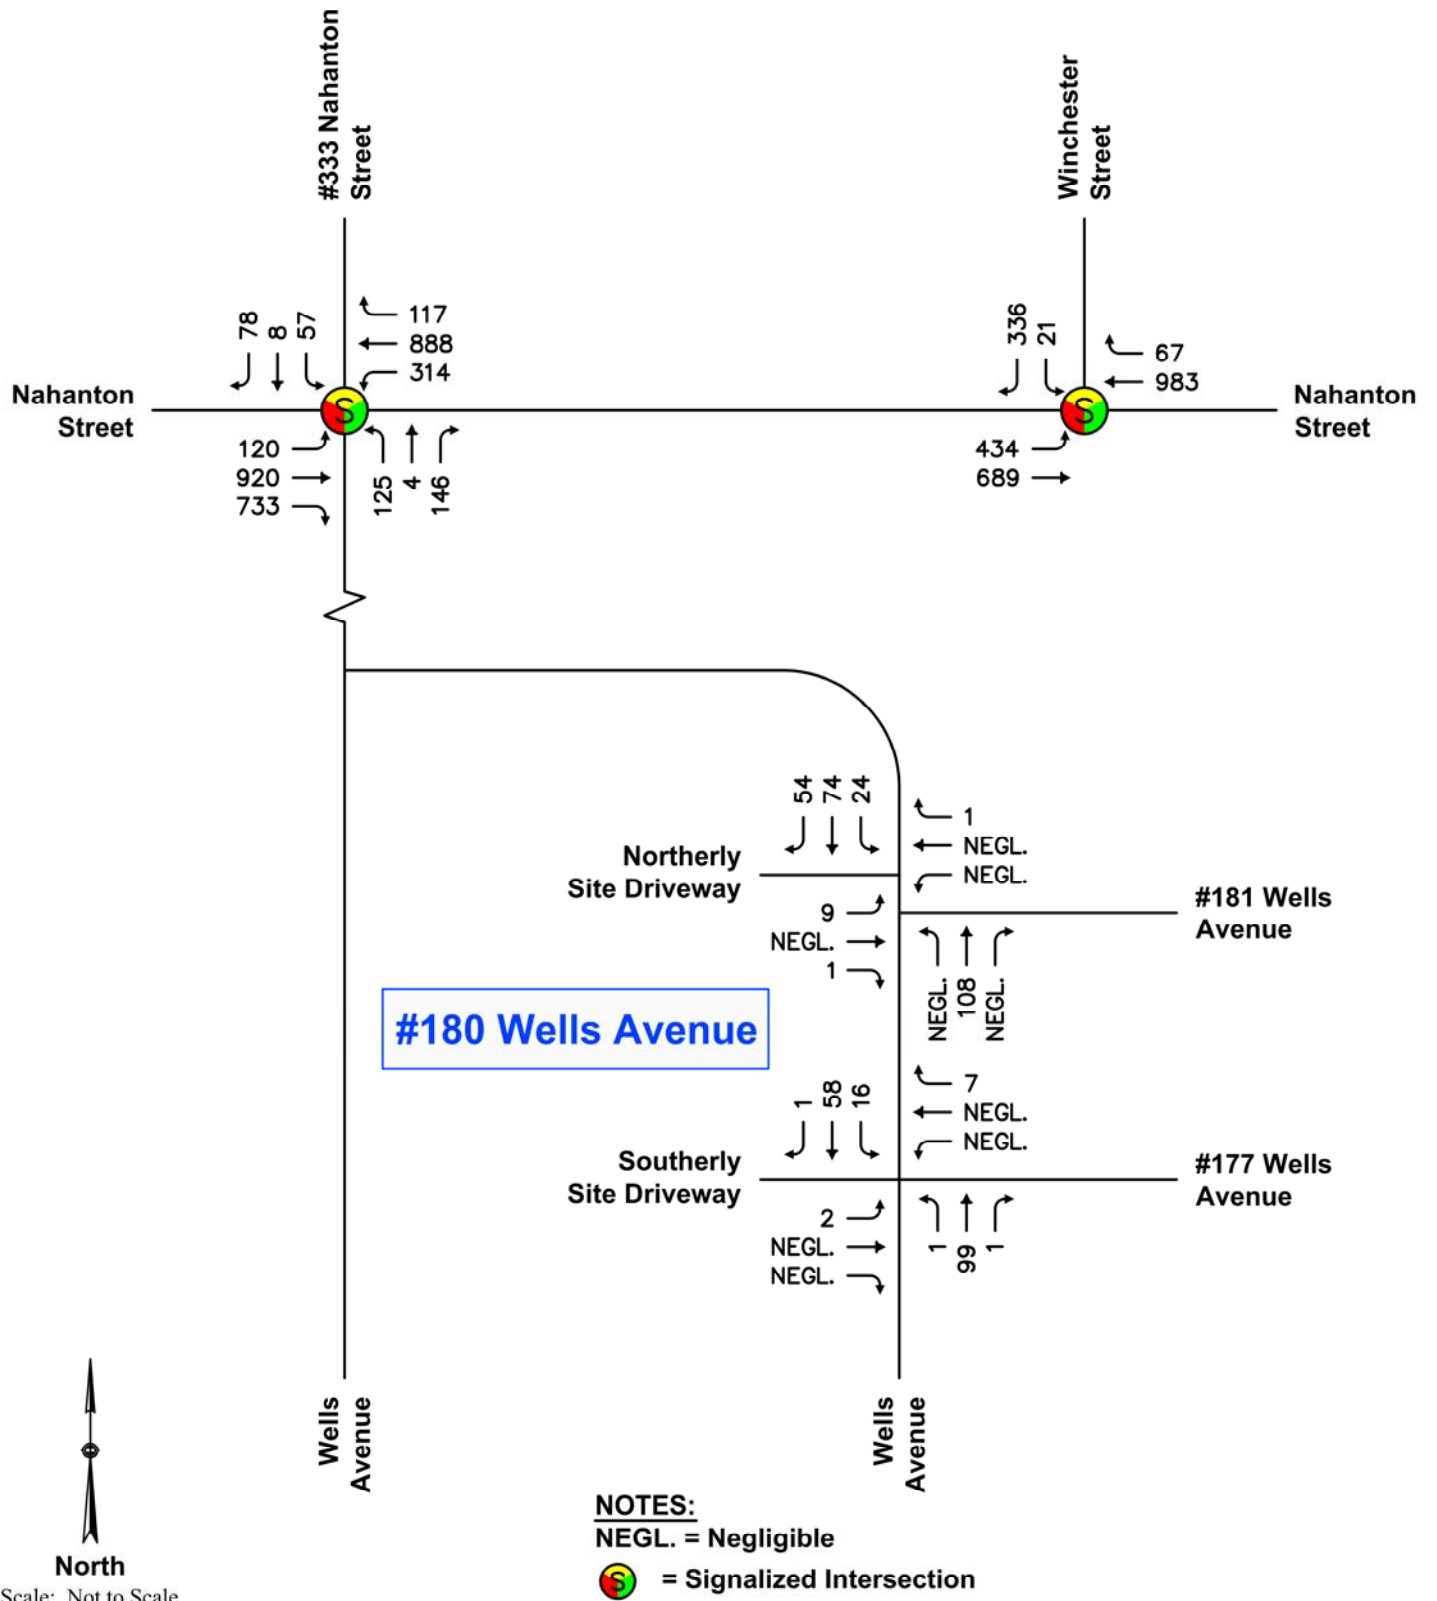 #333 Nahanton
Street
Winchester
Street
78
8
57
117
888
314
336
21
67
983
Nahanton
Street
S
S
Nahanton
Street
120
920
733
125
4
146
434
689
54
74
24
1
NEGL.
NEGL.
Northerly
Site Driveway
#181 Wells
Avenue
9
NEGL.
1
NEGL.
108
NEGL.
#180 Wells Avenue
1
58
16
7
NEGL.
NEGL.
Southerly
Site Driveway
#177 Wells
Avenue
2
NEGL.
NEGL.
1
99
1
Wells
Avenue
Wells
Avenue
North
Scale: Not to Scale
NOTES:
NEGL. = Negligible
S = Signalized Intersection